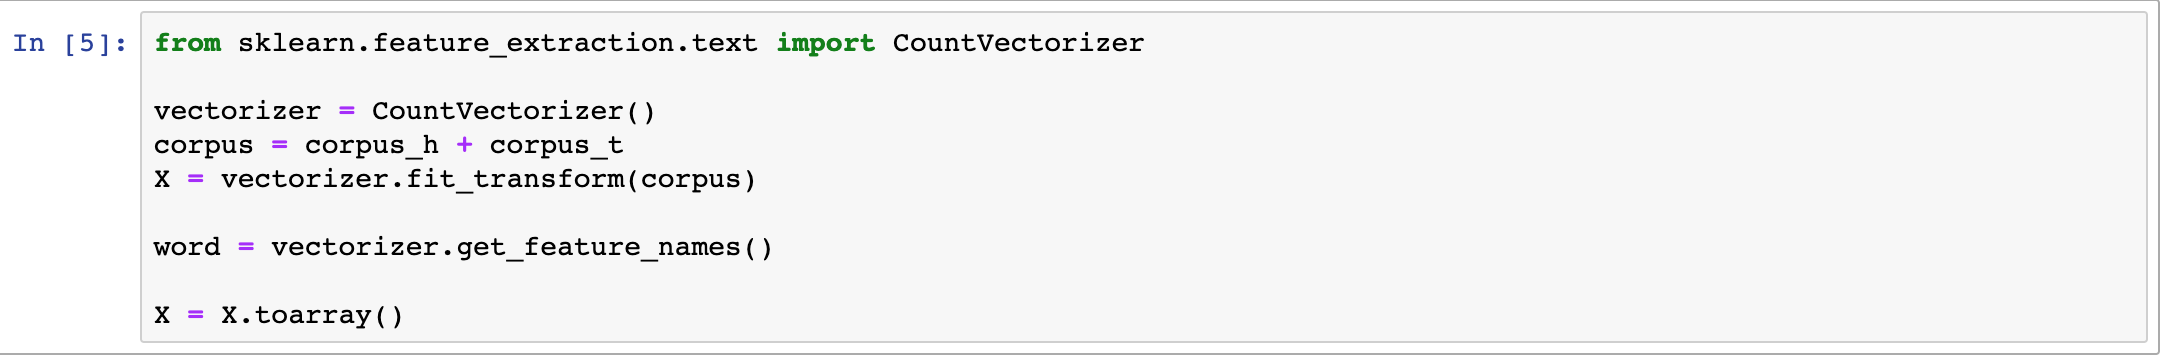 In [5]: from sklearn.feature_extraction.text import CountVectorizer
vectorizer = CountVectorizer()
corpus = corpus_h + corpus_t
X = vectorizer.fit_transform(corpus)
word = vectorizer.get_feature_names()
X = X.toarray()